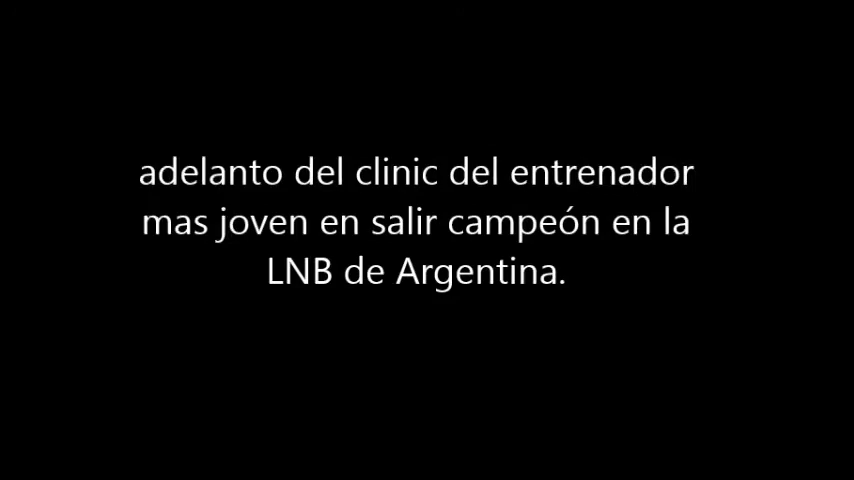 adelanto del clinic del entrenador
mas joven en salir campeón en la
LNB de Argentina.